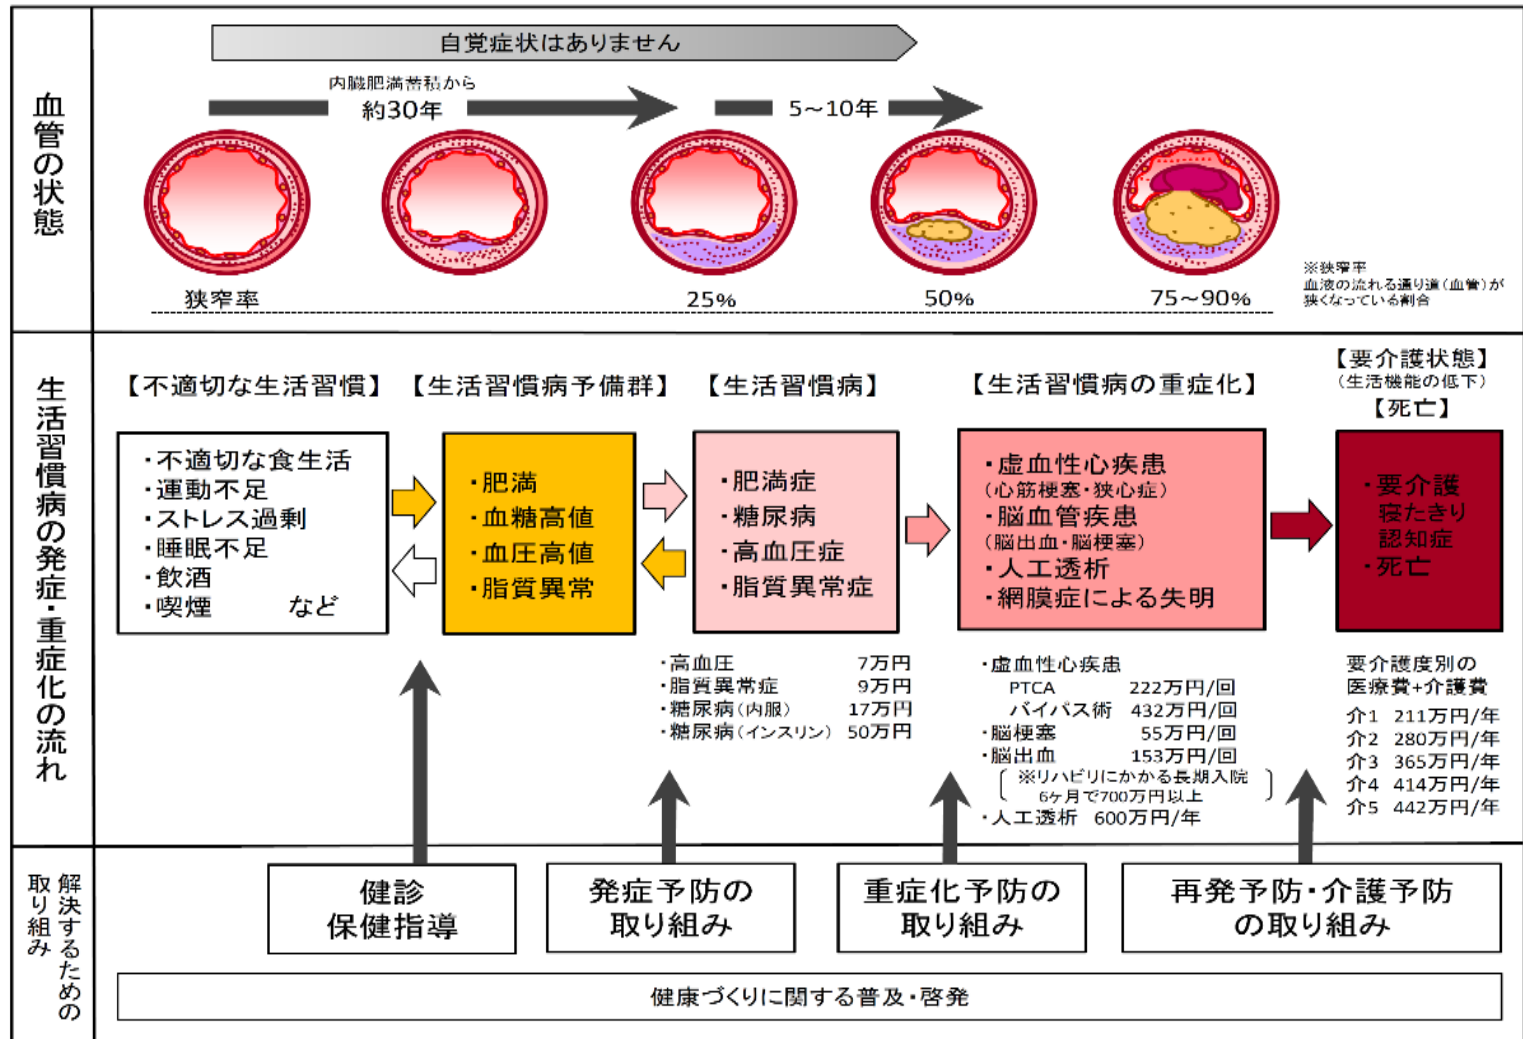 血管の状態
自覚症状はありません
内臓肥満蓄積から
約30年
5～10年
狭窄率
25%
50%
75～90%
※狭窄率
血液の流れる通り道(血管)が
狭くなっている割合
生活習慣病の発症・重症化の流れ
【不適切な生活習慣】
・不適切な食生活
・運動不足
・ストレス過剰
・睡眠不足
・飲酒
・喫煙 など
【生活習慣病予備群】
・肥満
・血糖高値
・血圧高値
・脂質異常
【生活習慣病】
・肥満症
・糖尿病
・高血圧症
・脂質異常症
・高血圧 7万円
・脂質異常症 9万円
・糖尿病(内服) 17万円
・糖尿病(インスリン) 50万円
【生活習慣病の重症化】
・虚血性心疾患
(心筋梗塞・狭心症)
・脳血管疾患
(脳出血・脳梗塞)
・人工透析
・網膜症による失明
・虚血性心疾患
PTCA 222万円/回
バイパス術 432万円/回
・脳梗塞 55万円/回
・脳出血 153万円/回
※リハビリにかかる長期入院
6ヶ月で700万円以上
・人工透析 600万円/年
【要介護状態】
(生活機能の低下)
【死亡】
・要介護
寝たきり
認知症
・死亡
要介護度別の
医療費+介護費
介1 211万円/年
介2 280万円/年
介3 365万円/年
介4 414万円/年
介5 442万円/年
解決するための
取り組み
健診
保健指導
発症予防の
取り組み
重症化予防の
取り組み
再発予防・介護予防
の取り組み
健康づくりに関する普及・啓発